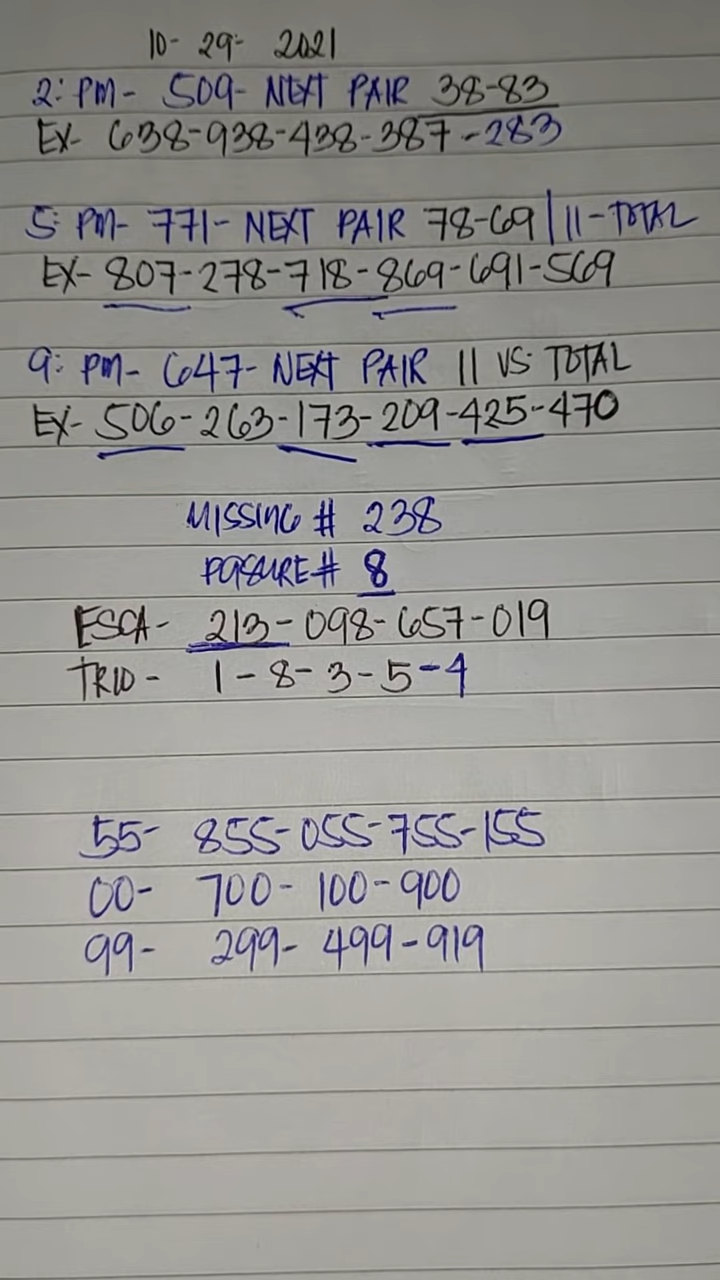 10- 29- 2021
2: PM- 509- NEXT PAIR 38-83
EX- 638-938-438-387-283
5: PM- 771- NEXT PAIR 78-69 | 11-TOTAL
EX- 807-278-718-869-691-569
9: PM- 647- NEXT PAIR 11 VS. TOTAL
EX- 506-263-173-209-425-470
MISSING # 238
PASURE# 8
ESCA- 213-098-657-019
TRIO- 1-8-3-5-4
55- 855-055-755-155
00- 700-100-900
99- 299-499-919